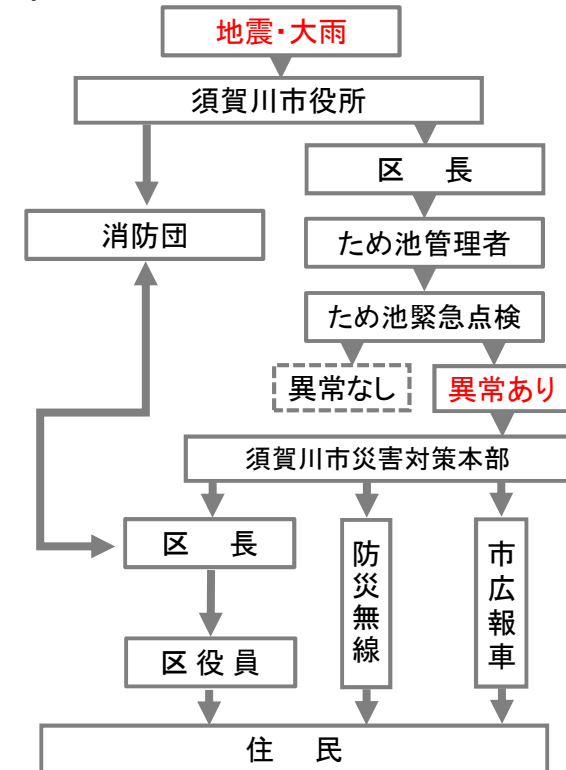 地震・大雨
須賀川市役所
区　長
消防団
ため池管理者
ため池緊急点検
異常なし
異常あり
須賀川市災害対策本部
区　長
防災無線
市広報車
区役員
住　民